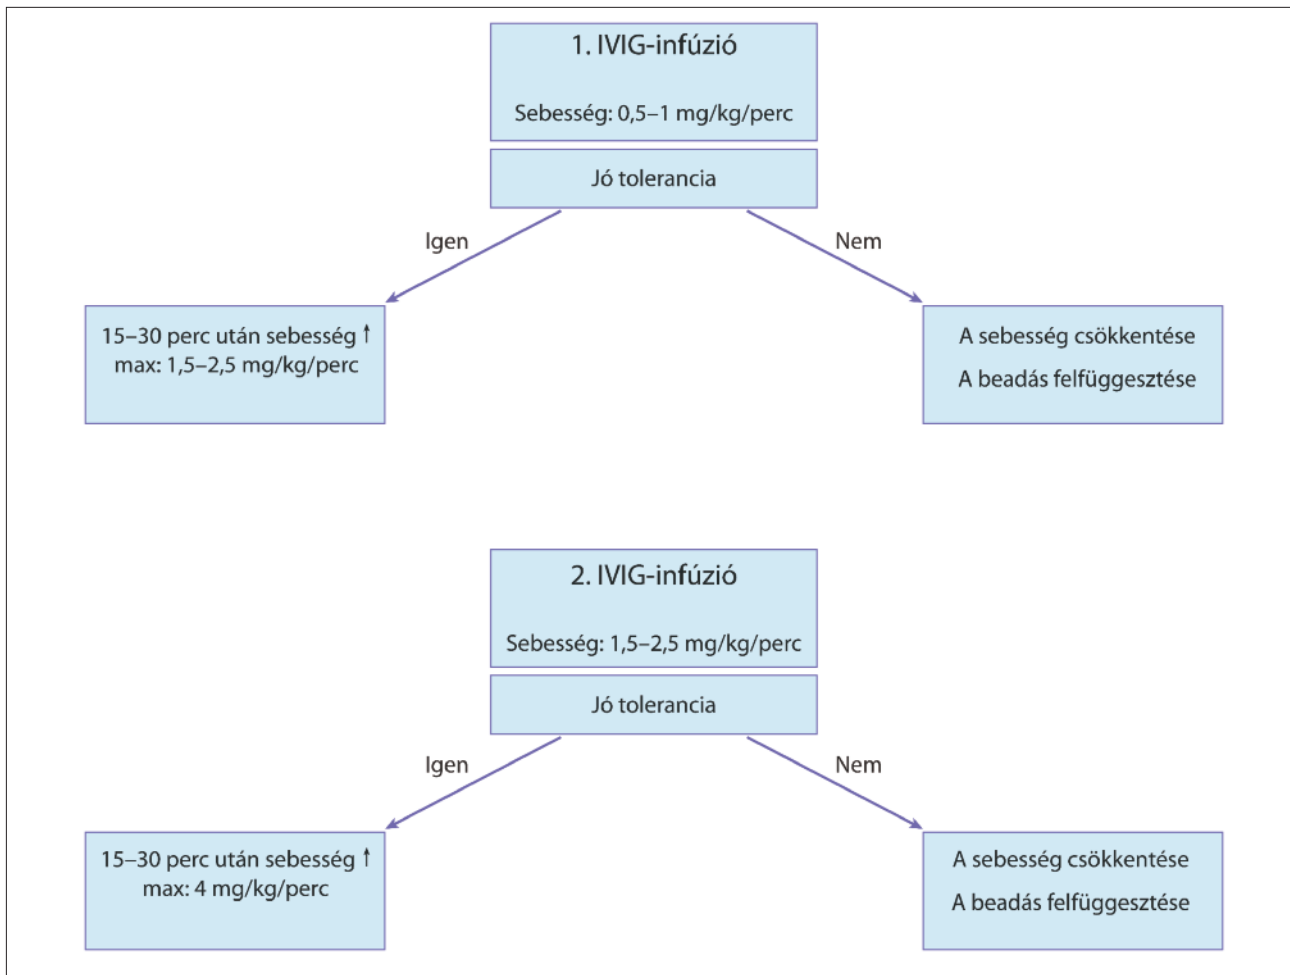 1. IVIG-infúzió
Sebesség: 0,5–1 mg/kg/perc
Jó tolerancia
Igen
Nem
15–30 perc után sebesség ↑
max: 1,5–2,5 mg/kg/perc
A sebesség csökkentése
A beadás felfüggesztése
2. IVIG-infúzió
Sebesség: 1,5–2,5 mg/kg/perc
Jó tolerancia
Igen
Nem
15–30 perc után sebesség ↑
max: 4 mg/kg/perc
A sebesség csökkentése
A beadás felfüggesztése